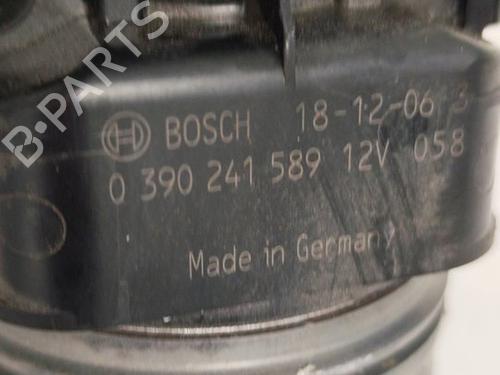 B-PARTS
BOSCH 18-12-06 3
0 390 241 589 12V 058
Made in Germany